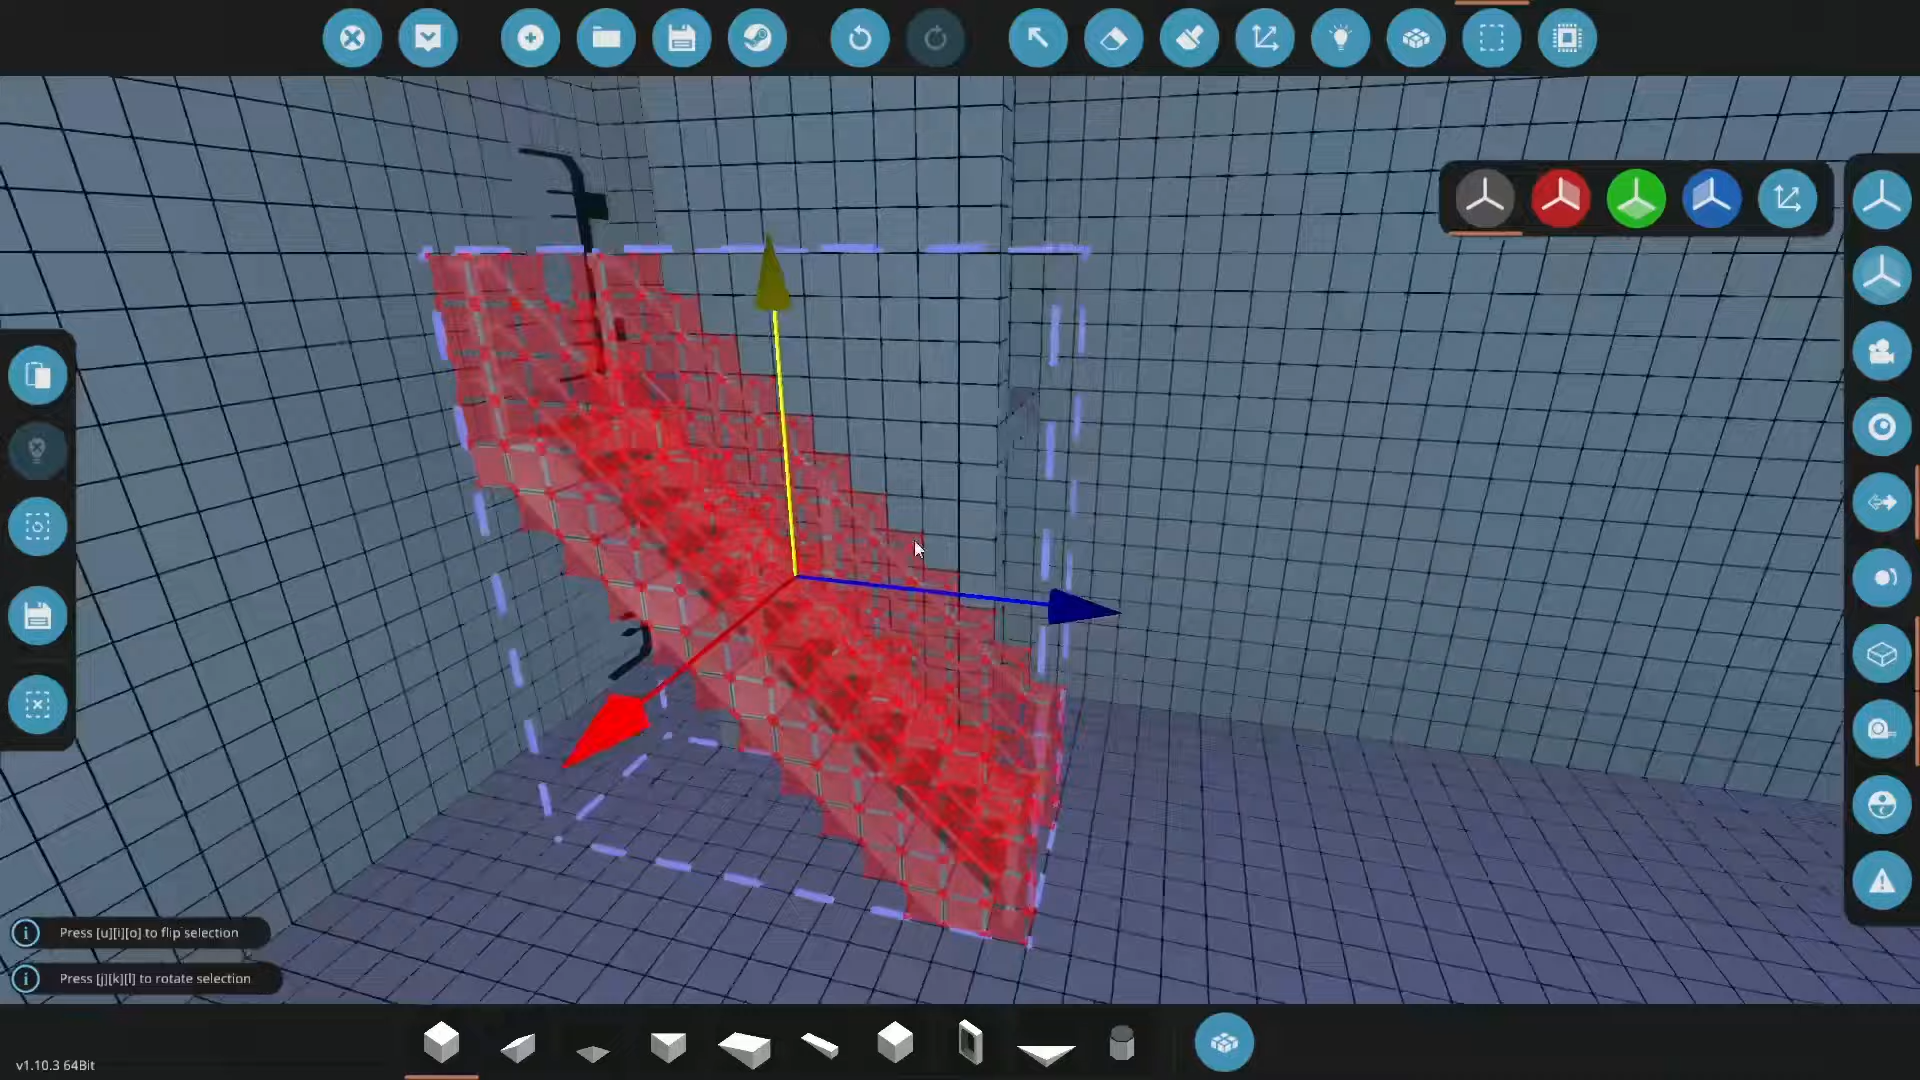 Press [u][i][o] to flip selection
Press [j][k][l] to rotate selection
v1.10.3 64Bit